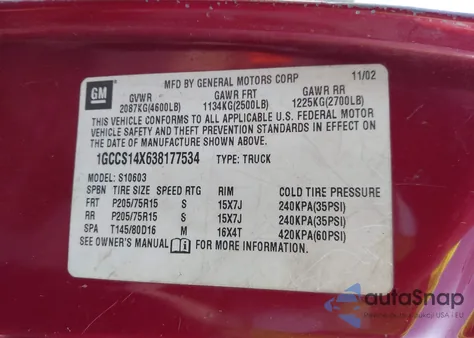 MFD BY GENERAL MOTORS CORP 11/02
GM
GVWR GAWR FRT GAWR RR
2087KG(4600LB) 1134KG(2500LB) 1225KG(2700LB)
THIS VEHICLE CONFORMS TO ALL APPLICABLE U.S. FEDERAL MOTOR
VEHICLE SAFETY AND THEFT PREVENTION STANDARDS IN EFFECT ON
THE DATE OF MANUFACTURE SHOWN ABOVE.
1GCCS14X638177534 TYPE: TRUCK
MODEL: S10603
SPBN TIRE SIZE SPEED RTG RIM COLD TIRE PRESSURE
FRT P205/75R15 S 15X7J 240KPA(35PSI)
RR P205/75R15 S 15X7J 240KPA(35PSI)
SPA T145/80D16 M 16X4T 420KPA(60PSI)
SEE OWNER'S MANUAL FOR MORE INFORMATION
autoSnap
USA i EU